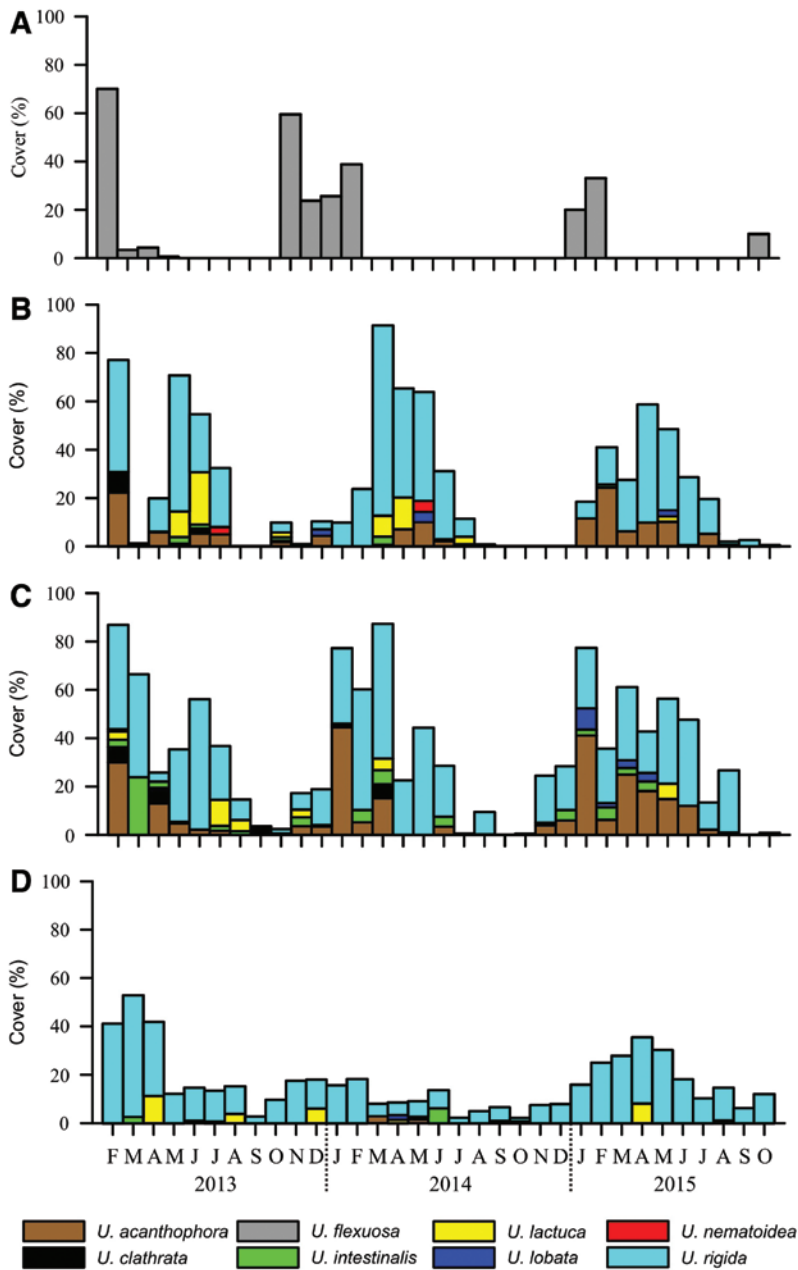 A
100
80
60
40
20
0
Cover (%)
B
100
80
60
40
20
0
Cover (%)
C
100
80
60
40
20
0
Cover (%)
D
100
80
60
40
20
0
Cover (%)
F M A M J J A S O N D J F M A M J J A S O N D J F M A M J J A S O
2013 2014 2015
U. acanthophora U. flexuosa U. lactuca U. nematoidea
U. clathrata U. intestinalis U. lobata U. rigida